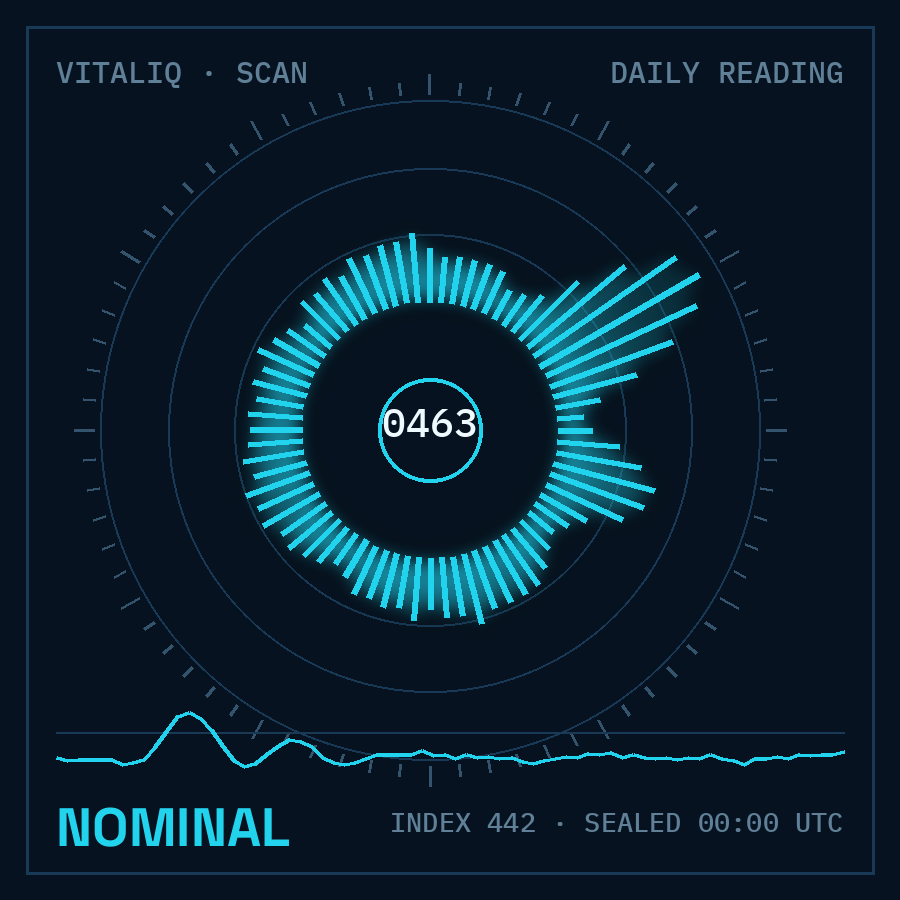 VITALIQ · SCAN
DAILY READING
0463
NOMINAL
INDEX 442 · SEALED 00:00 UTC